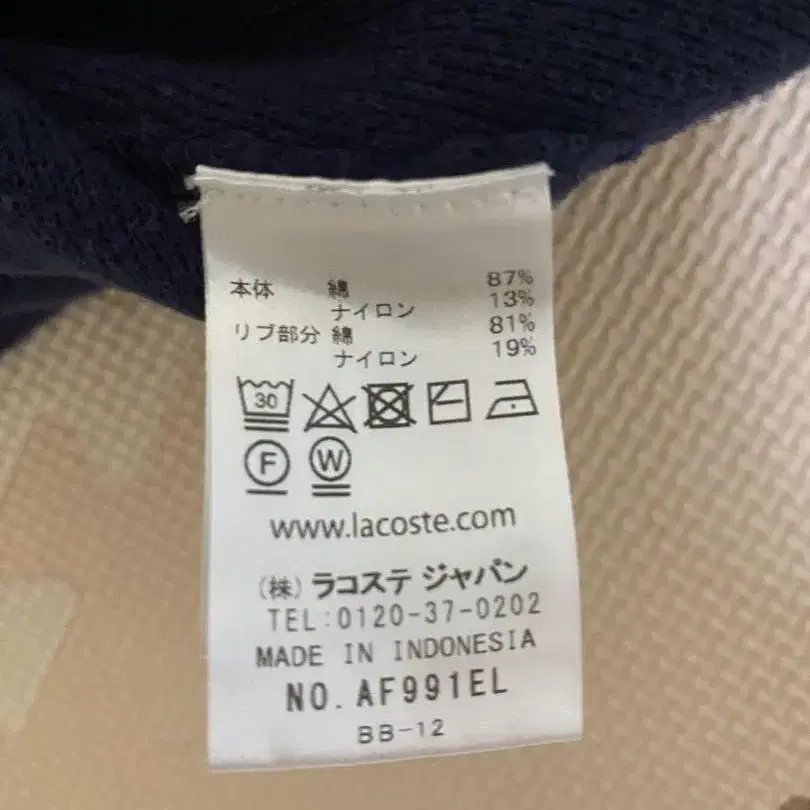 本体 綿 87%
ナイロン 13%
リブ部分 綿 81%
ナイロン 19%
30
F W
www.lacoste.com
(株) ラコステ ジャパン
TEL:0120-37-0202
MADE IN INDONESIA
NO. AF991EL
BB-12